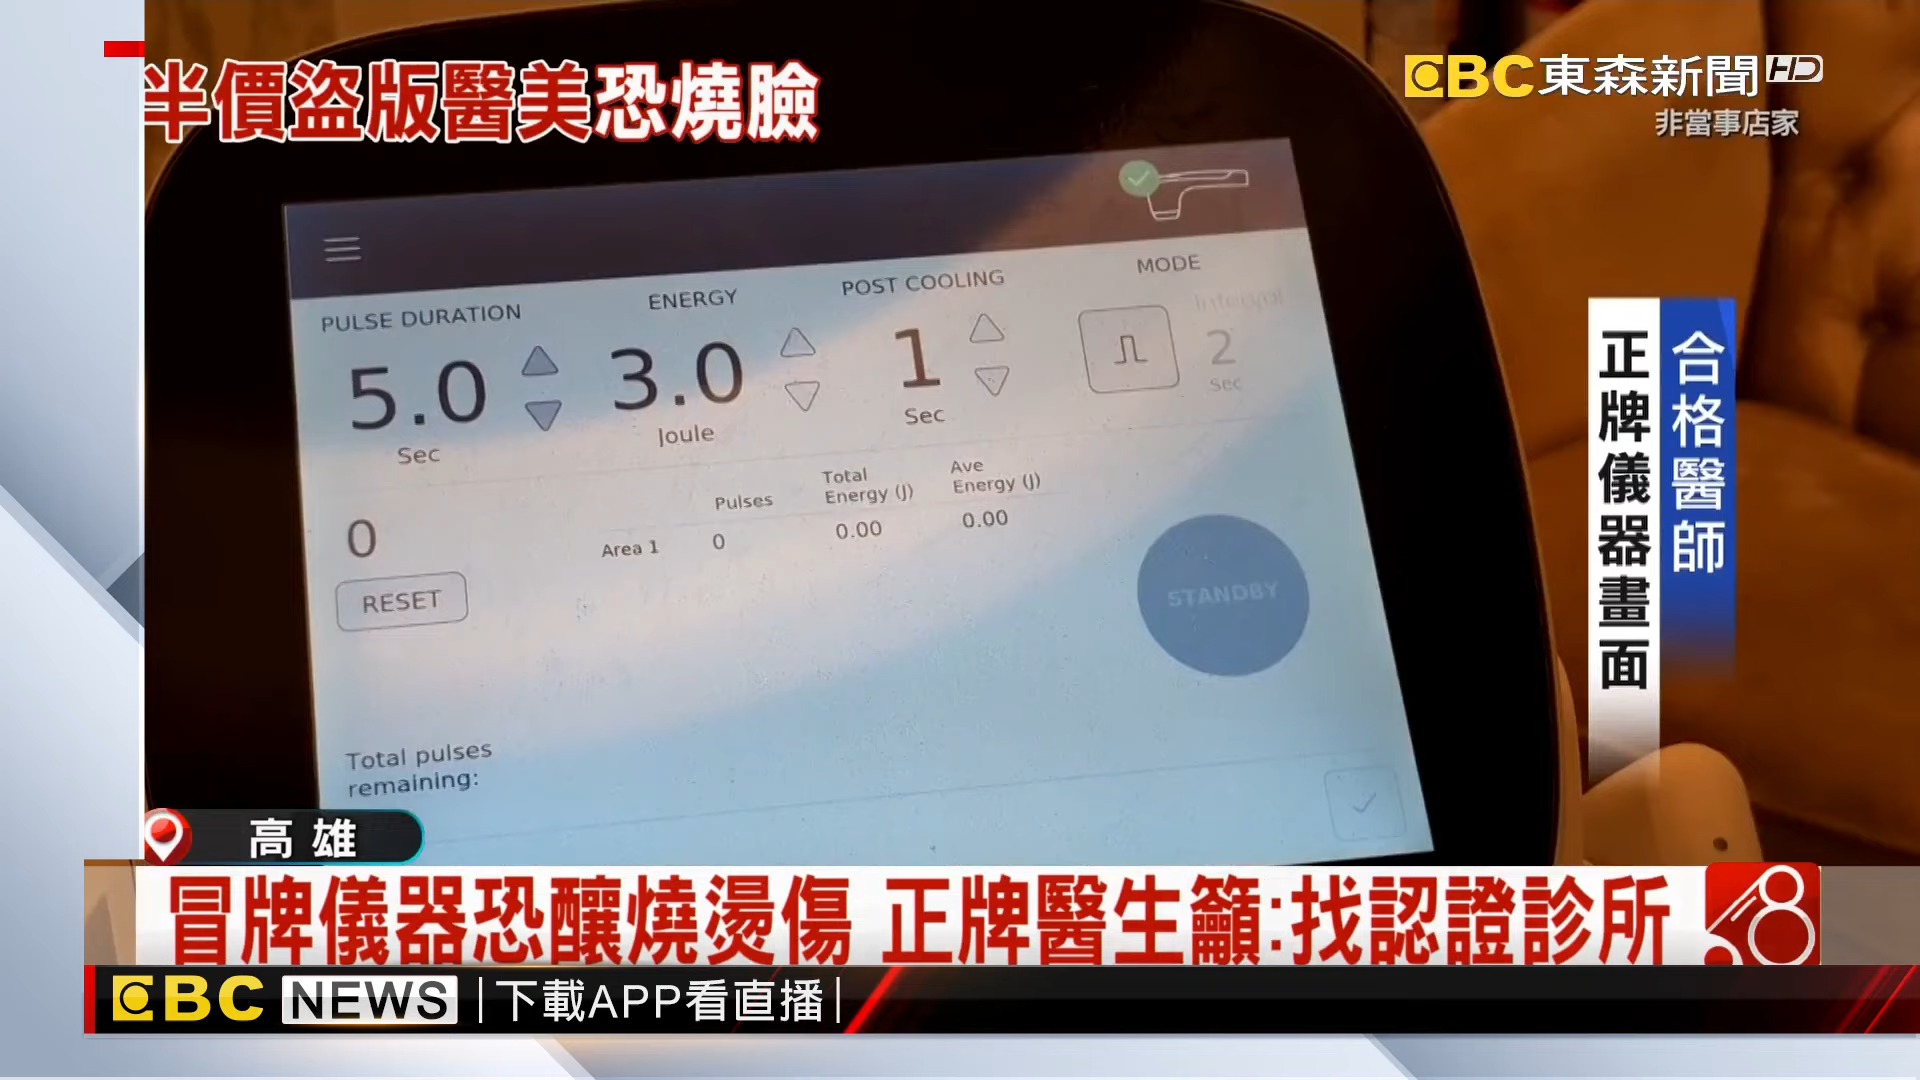 半價盜版醫美恐燒臉
EBC東森新聞HD
非當事店家
合格醫師
正牌儀器畫面
PULSE DURATION
5.0
Sec
ENERGY
3.0
Joule
POST COOLING
1
Sec
MODE
Interval
2
Sec
0
RESET
Pulses
Total Energy (J)
Ave Energy (J)
Area 1 0 0.00 0.00
STANDBY
Total pulses
remaining:
高雄
冒牌儀器恐釀燒燙傷 正牌醫生籲:找認證診所
EBC NEWS |下載APP看直播|